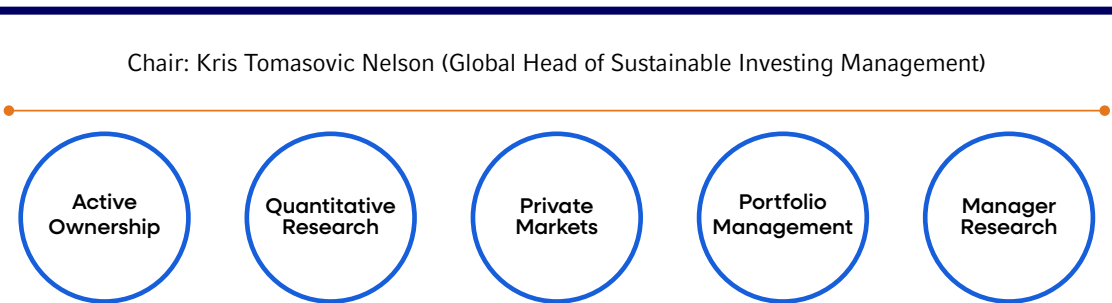 Chair: Kris Tomasovic Nelson (Global Head of Sustainable Investing Management)
Active
Ownership
Quantitative
Research
Private
Markets
Portfolio
Management
Manager
Research